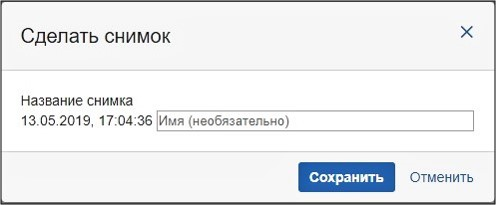 Сделать снимок
Название снимка
13.05.2019, 17:04:36 Имя (необязательно)
Сохранить Отменить